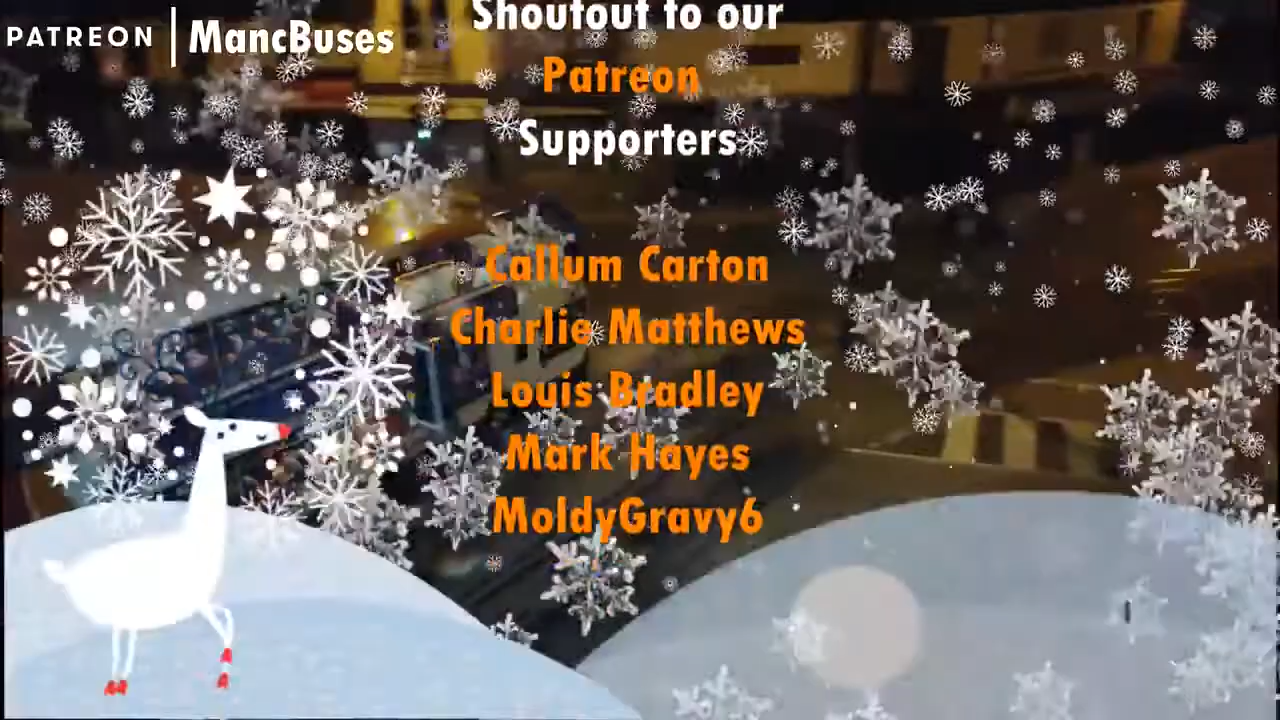 PATREON | MancBuses
Shoutout to our
Patreon
Supporters
Callum Carton
Charlie Matthews
Louis Bradley
Mark Hayes
MoldyGravy6